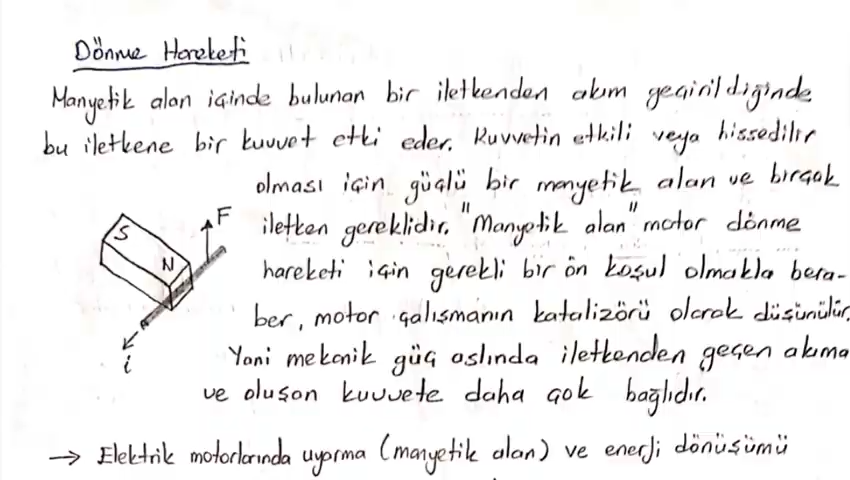 Dönme Hareketi
Manyetik alan içinde bulunan bir iletkenden akım geçirildiğinde
bu iletkene bir kuvvet etki eder. Kuvvetin etkili veya hissedilir
olması için güçlü bir manyetik alan ve birçok
iletken gereklidir. "Manyetik alan" motor dönme
hareketi için gerekli bir ön koşul olmakla bera-
ber, motor çalışmanın katalizörü olarak düşünülür.
Yani mekanik güç aslında iletkenden geçen akıma
ve oluşan kuvvete daha çok bağlıdır.
S
N
F
i
→ Elektrik motorlarında uyarma (manyetik alan) ve enerji dönüşümü